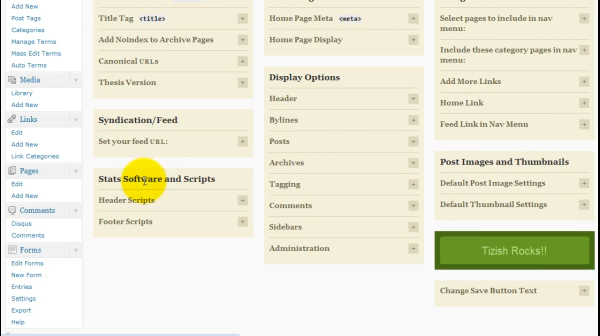 Add New
Post Tags
Categories
Manage Terms
Mass Edit Terms
Auto Terms
Media
Library
Add New
Links
Edit
Add New
Link Categories
Pages
Edit
Add New
Comments
Disqus
Comments
Forms
Edit Forms
New Form
Entries
Settings
Export
Help
Title Tag <title>
Add Noindex to Archive Pages
Canonical URLs
Thesis Version
Syndication/Feed
Set your feed URL:
Stats Software and Scripts
Header Scripts
Footer Scripts
Home Page Meta <meta>
Home Page Display
Display Options
Header
Bylines
Posts
Archives
Tagging
Comments
Sidebars
Administration
Select pages to include in nav
menu:
Include these category pages in nav
menu:
Add More Links
Home Link
Feed Link in Nav Menu
Post Images and Thumbnails
Default Post Image Settings
Default Thumbnail Settings
Tizish Rocks!!
Change Save Button Text